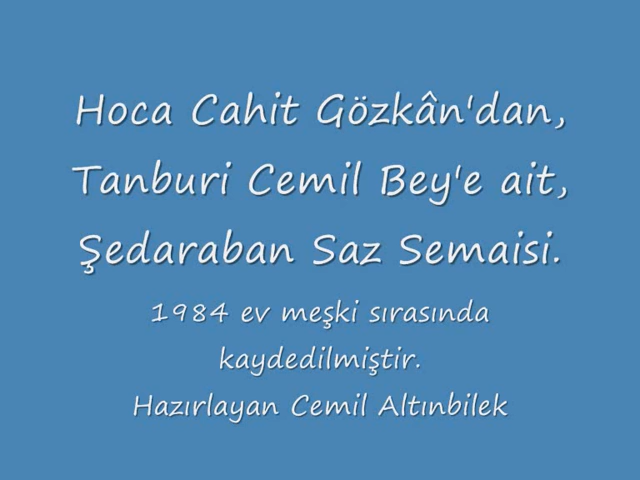 Hoca Cahit Gözkân'dan,
Tanburi Cemil Bey'e ait,
Şedaraban Saz Semaisi.
1984 ev meşki sırasında
kaydedilmiştir.
Hazırlayan Cemil Altınbilek